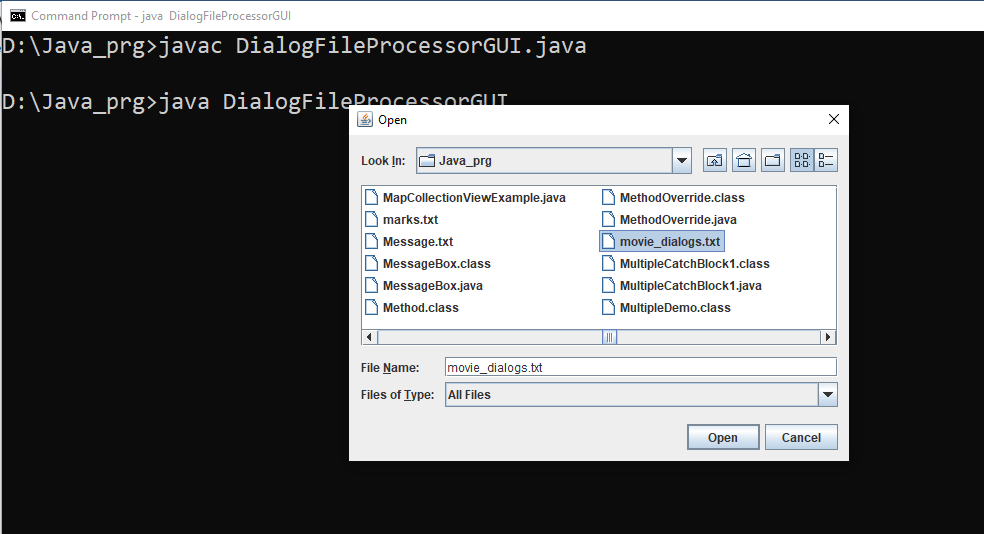 Command Prompt - java  DialogFileProcessorGUI
D:\Java_prg>javac DialogFileProcessorGUI.java
D:\Java_prg>java DialogFileProcessorGUI
Open
Look In:
Java_prg
MapCollectionViewExample.java
marks.txt
Message.txt
MessageBox.class
MessageBox.java
Method.class
MethodOverride.class
MethodOverride.java
movie_dialogs.txt
MultipleCatchBlock1.class
MultipleCatchBlock1.java
MultipleDemo.class
File Name:
movie_dialogs.txt
Files of Type:
All Files
Open
Cancel